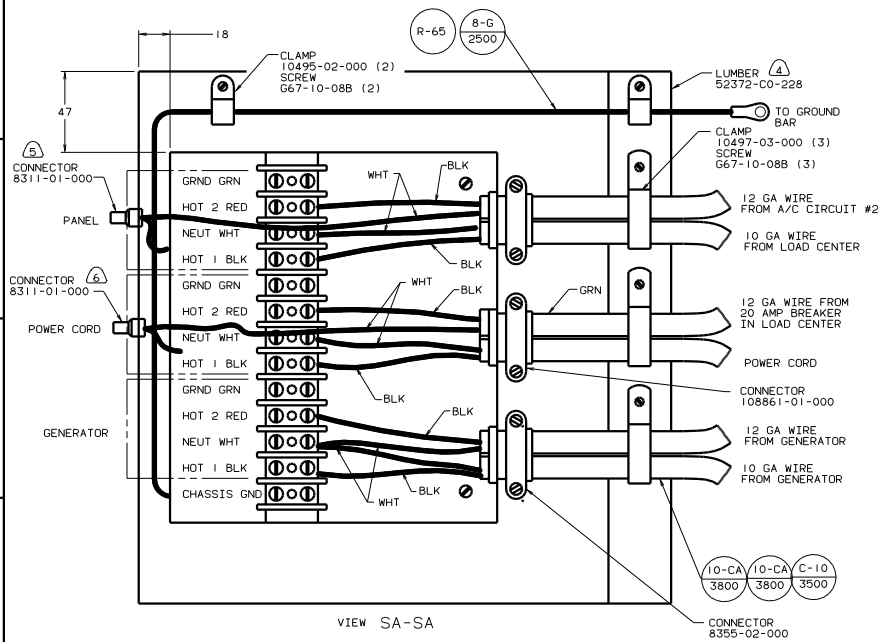 18
R-65
8-G
2500
CLAMP
10495-02-000 (2)
SCREW
G67-10-08B (2)
LUMBER 4
52372-C0-228
47
TO GROUND
BAR
CLAMP
10497-03-000 (3)
SCREW
G67-10-08B (3)
5
CONNECTOR
8311-01-000
PANEL
GRND GRN
HOT 2 RED
NEUT WHT
HOT 1 BLK
WHT
BLK
BLK
12 GA WIRE
FROM A/C CIRCUIT #2
10 GA WIRE
FROM LOAD CENTER
CONNECTOR 6
8311-01-000
POWER CORD
GRND GRN
HOT 2 RED
NEUT WHT
HOT 1 BLK
WHT
BLK
BLK
GRN
12 GA WIRE FROM
20 AMP BREAKER
IN LOAD CENTER
POWER CORD
CONNECTOR
108861-01-000
GENERATOR
GRND GRN
HOT 2 RED
NEUT WHT
HOT 1 BLK
CHASSIS GND
BLK
BLK
WHT
12 GA WIRE
FROM GENERATOR
10 GA WIRE
FROM GENERATOR
10-CA
3800
10-CA
3800
C-10
3500
CONNECTOR
8355-02-000
VIEW SA-SA